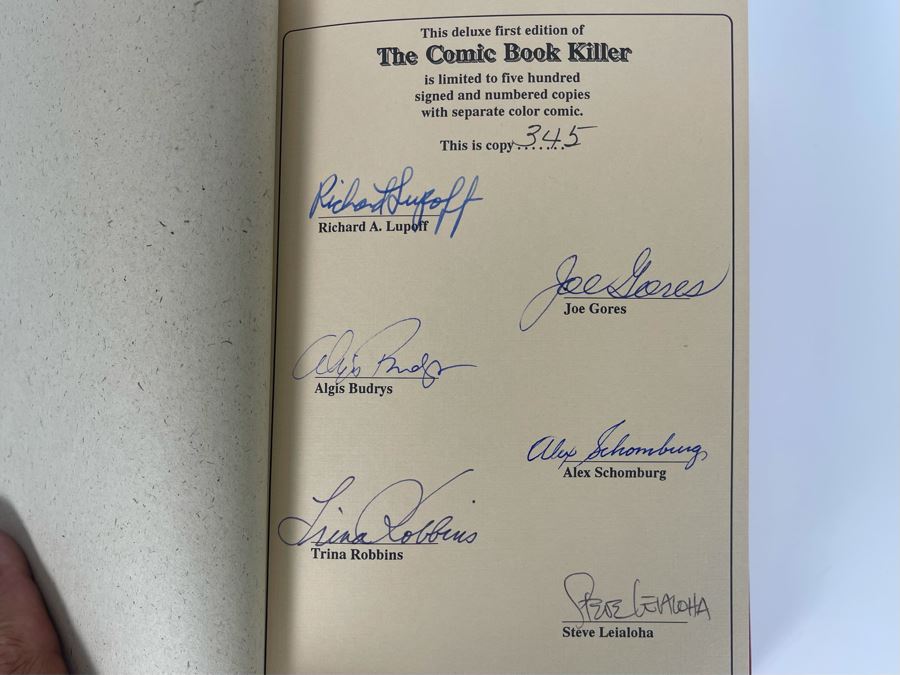 This deluxe first edition of
The Comic Book Killer
is limited to five hundred
signed and numbered copies
with separate color comic.
This is copy.......345
Richard Lupoff
Richard A. Lupoff
Joe Gores
Joe Gores
Algis Budrys
Algis Budrys
Alex Schomburg
Alex Schomburg
Trina Robbins
Trina Robbins
Steve Leialoha
Steve Leialoha